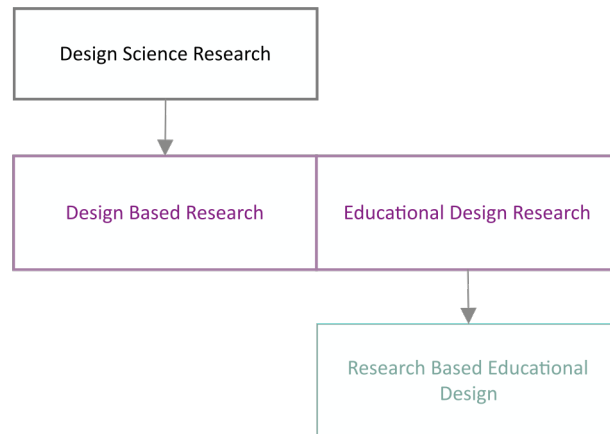 Design Science Research
Design Based Research
Educational Design Research
Research Based Educational
Design